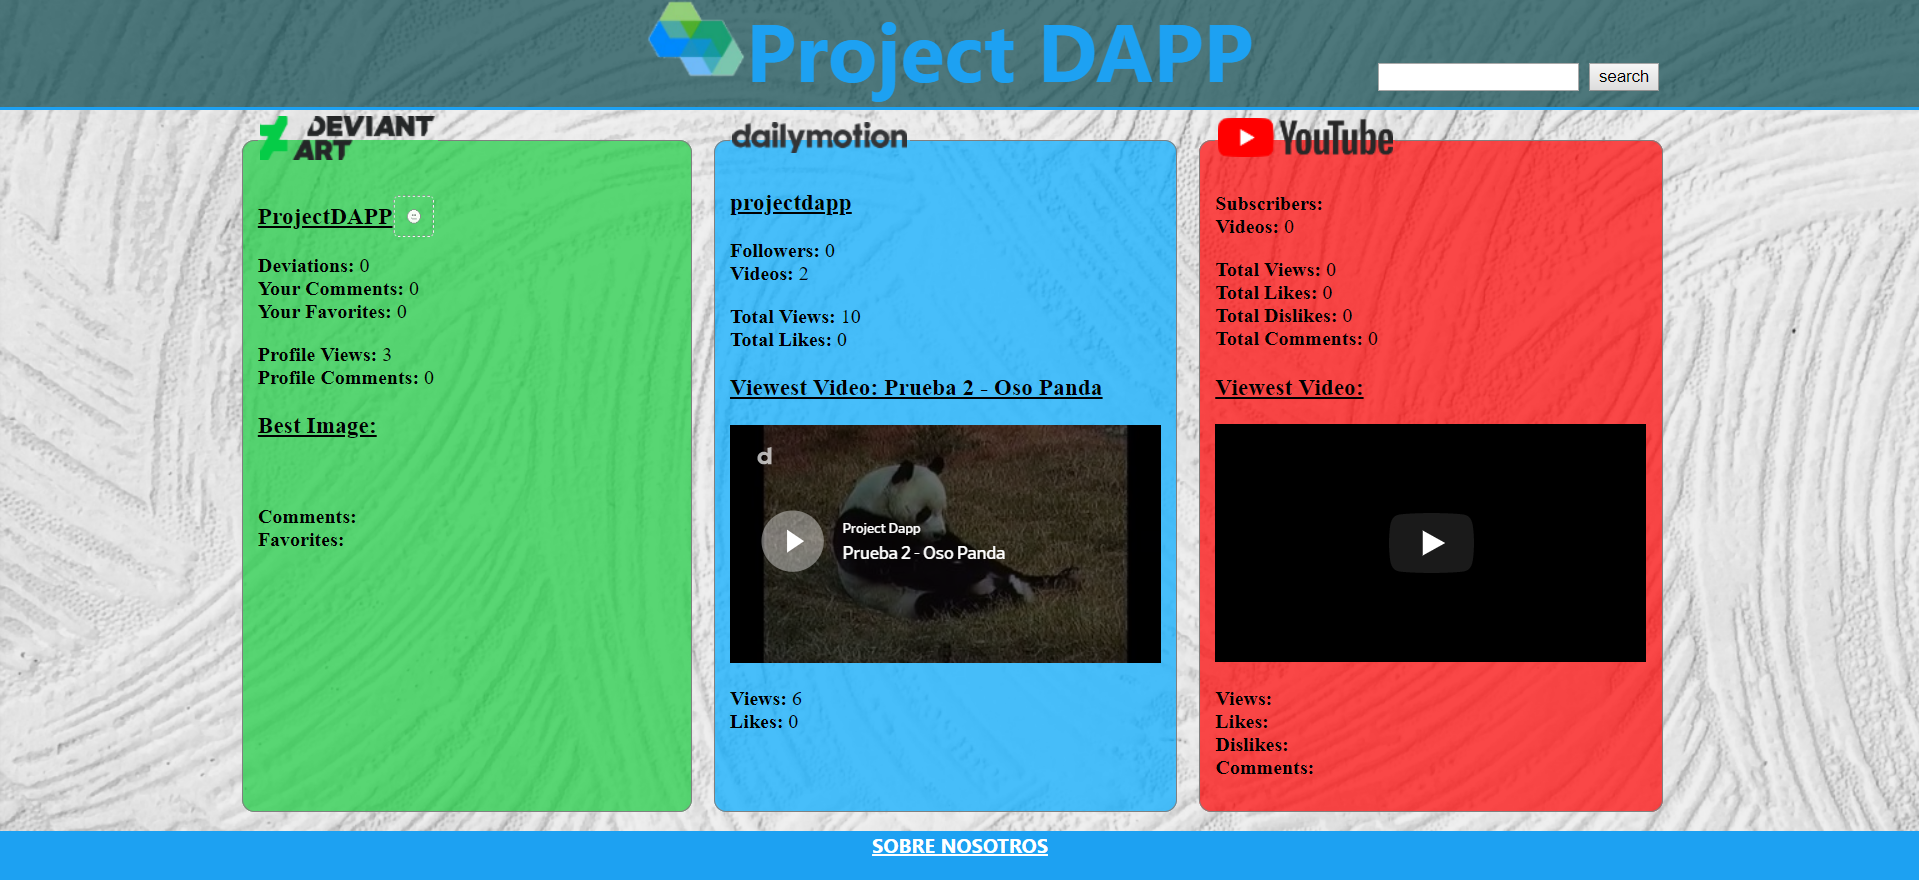 Project DAPP
search
DEVIANT
ART
ProjectDAPP
Deviations: 0
Your Comments: 0
Your Favorites: 0
Profile Views: 3
Profile Comments: 0
Best Image:
Comments:
Favorites:
dailymotion
projectdapp
Followers: 0
Videos: 2
Total Views: 10
Total Likes: 0
Viewest Video: Prueba 2 - Oso Panda
d
Project Dapp
Prueba 2 - Oso Panda
Views: 6
Likes: 0
YouTube
Subscribers:
Videos: 0
Total Views: 0
Total Likes: 0
Total Dislikes: 0
Total Comments: 0
Viewest Video:
Views:
Likes:
Dislikes:
Comments:
SOBRE NOSOTROS